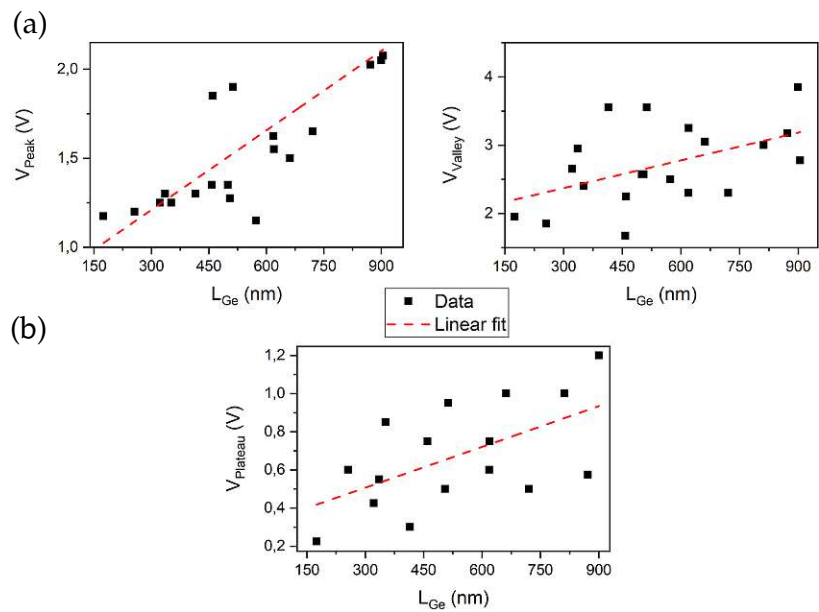 (a)
V_Peak (V)
2,0
1,5
1,0
150 300 450 600 750 900
L_Ge (nm)
V_Valley (V)
4
3
2
150 300 450 600 750 900
L_Ge (nm)
Data
Linear fit
(b)
V_Plateau (V)
1,2
1,0
0,8
0,6
0,4
0,2
150 300 450 600 750 900
L_Ge (nm)